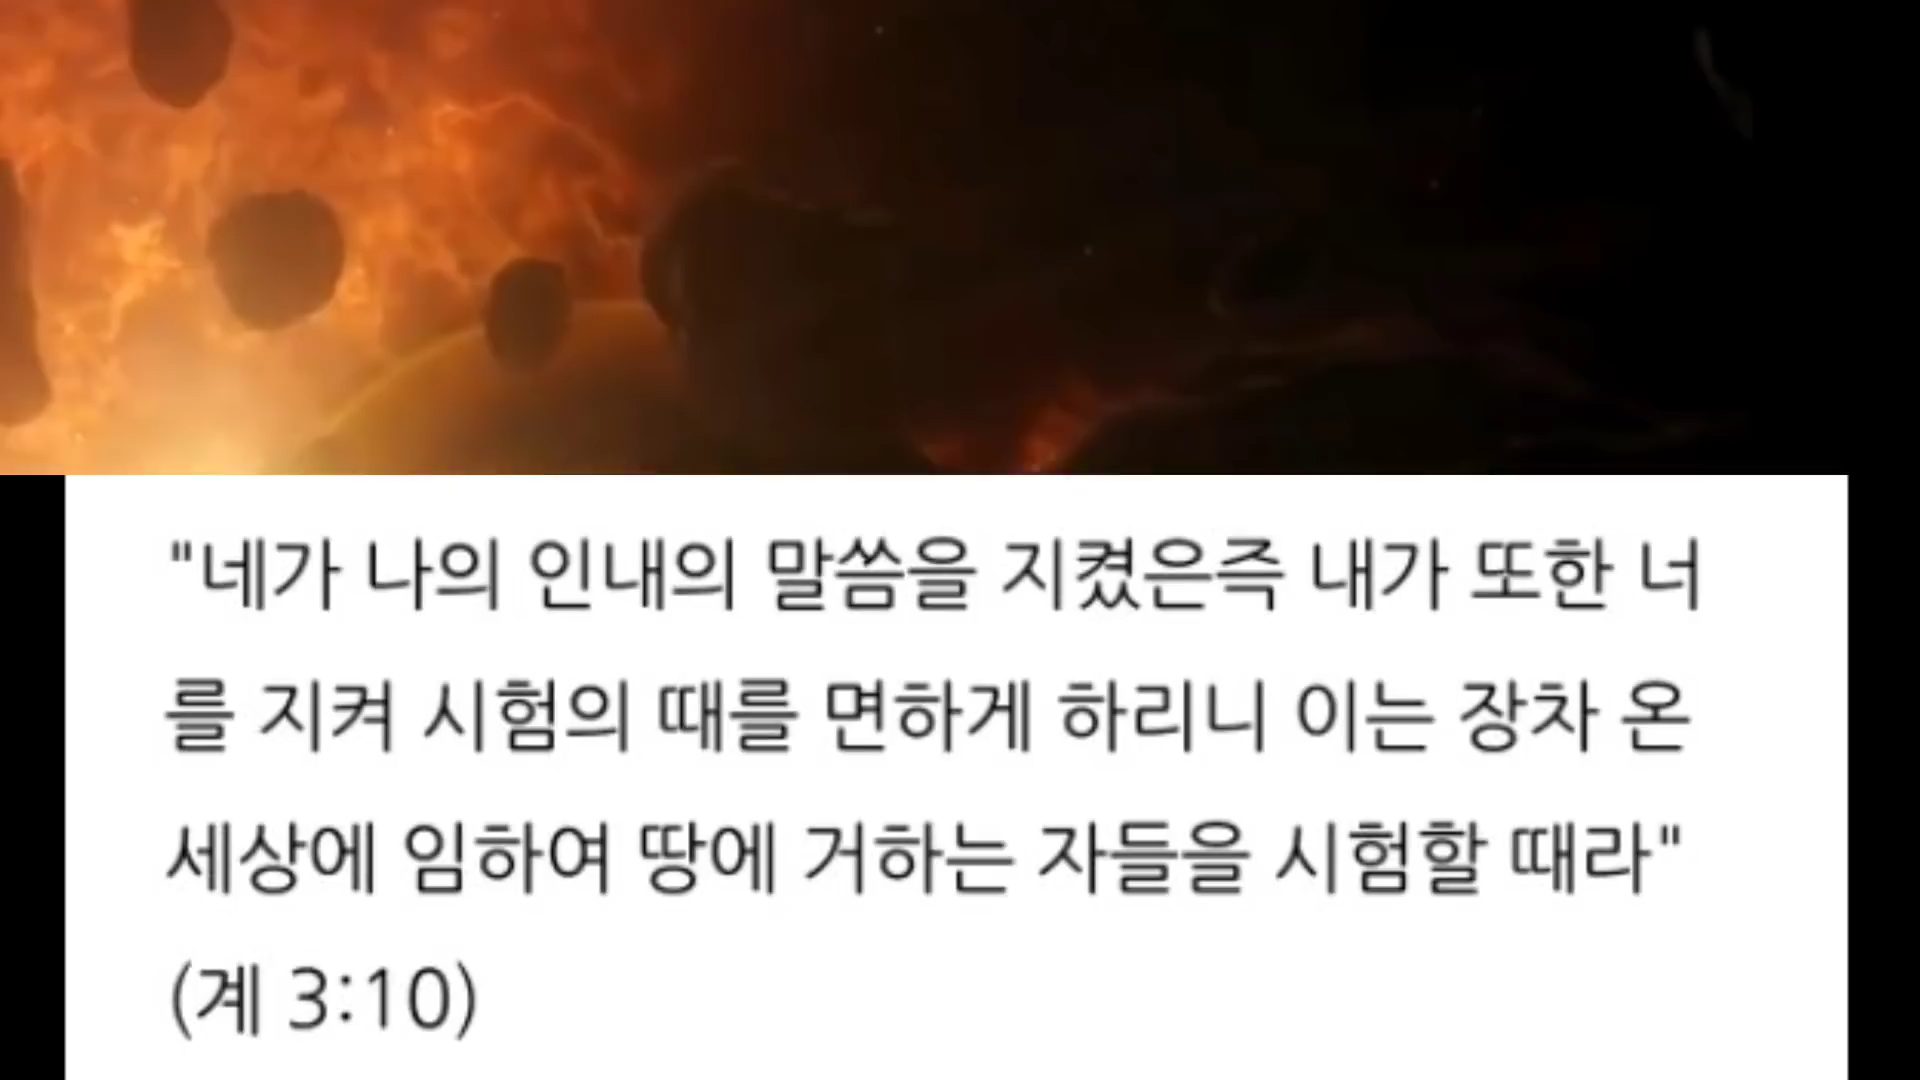 "네가 나의 인내의 말씀을 지켰은즉 내가 또한 너
를 지켜 시험의 때를 면하게 하리니 이는 장차 온
세상에 임하여 땅에 거하는 자들을 시험할 때라"
(계 3:10)